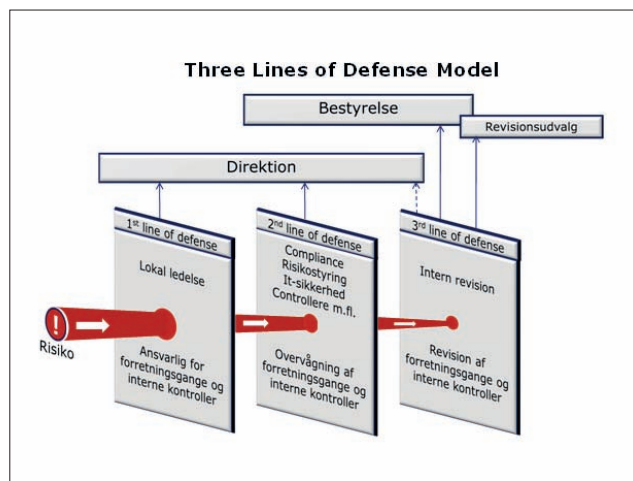 Three Lines of Defense Model
Bestyrelse
Revisionsudvalg
Direktion
1st line of defense
Lokal ledelse
Ansvarlig for
forretningsgange og
interne kontroller
2nd line of defense
Compliance
Risikostyring
It-sikkerhed
Controllere m.fl.
Overvågning af
forretningsgange og
interne kontroller
3rd line of defense
Intern revision
Revision af
forretningsgange og
interne kontroller
!
Risiko